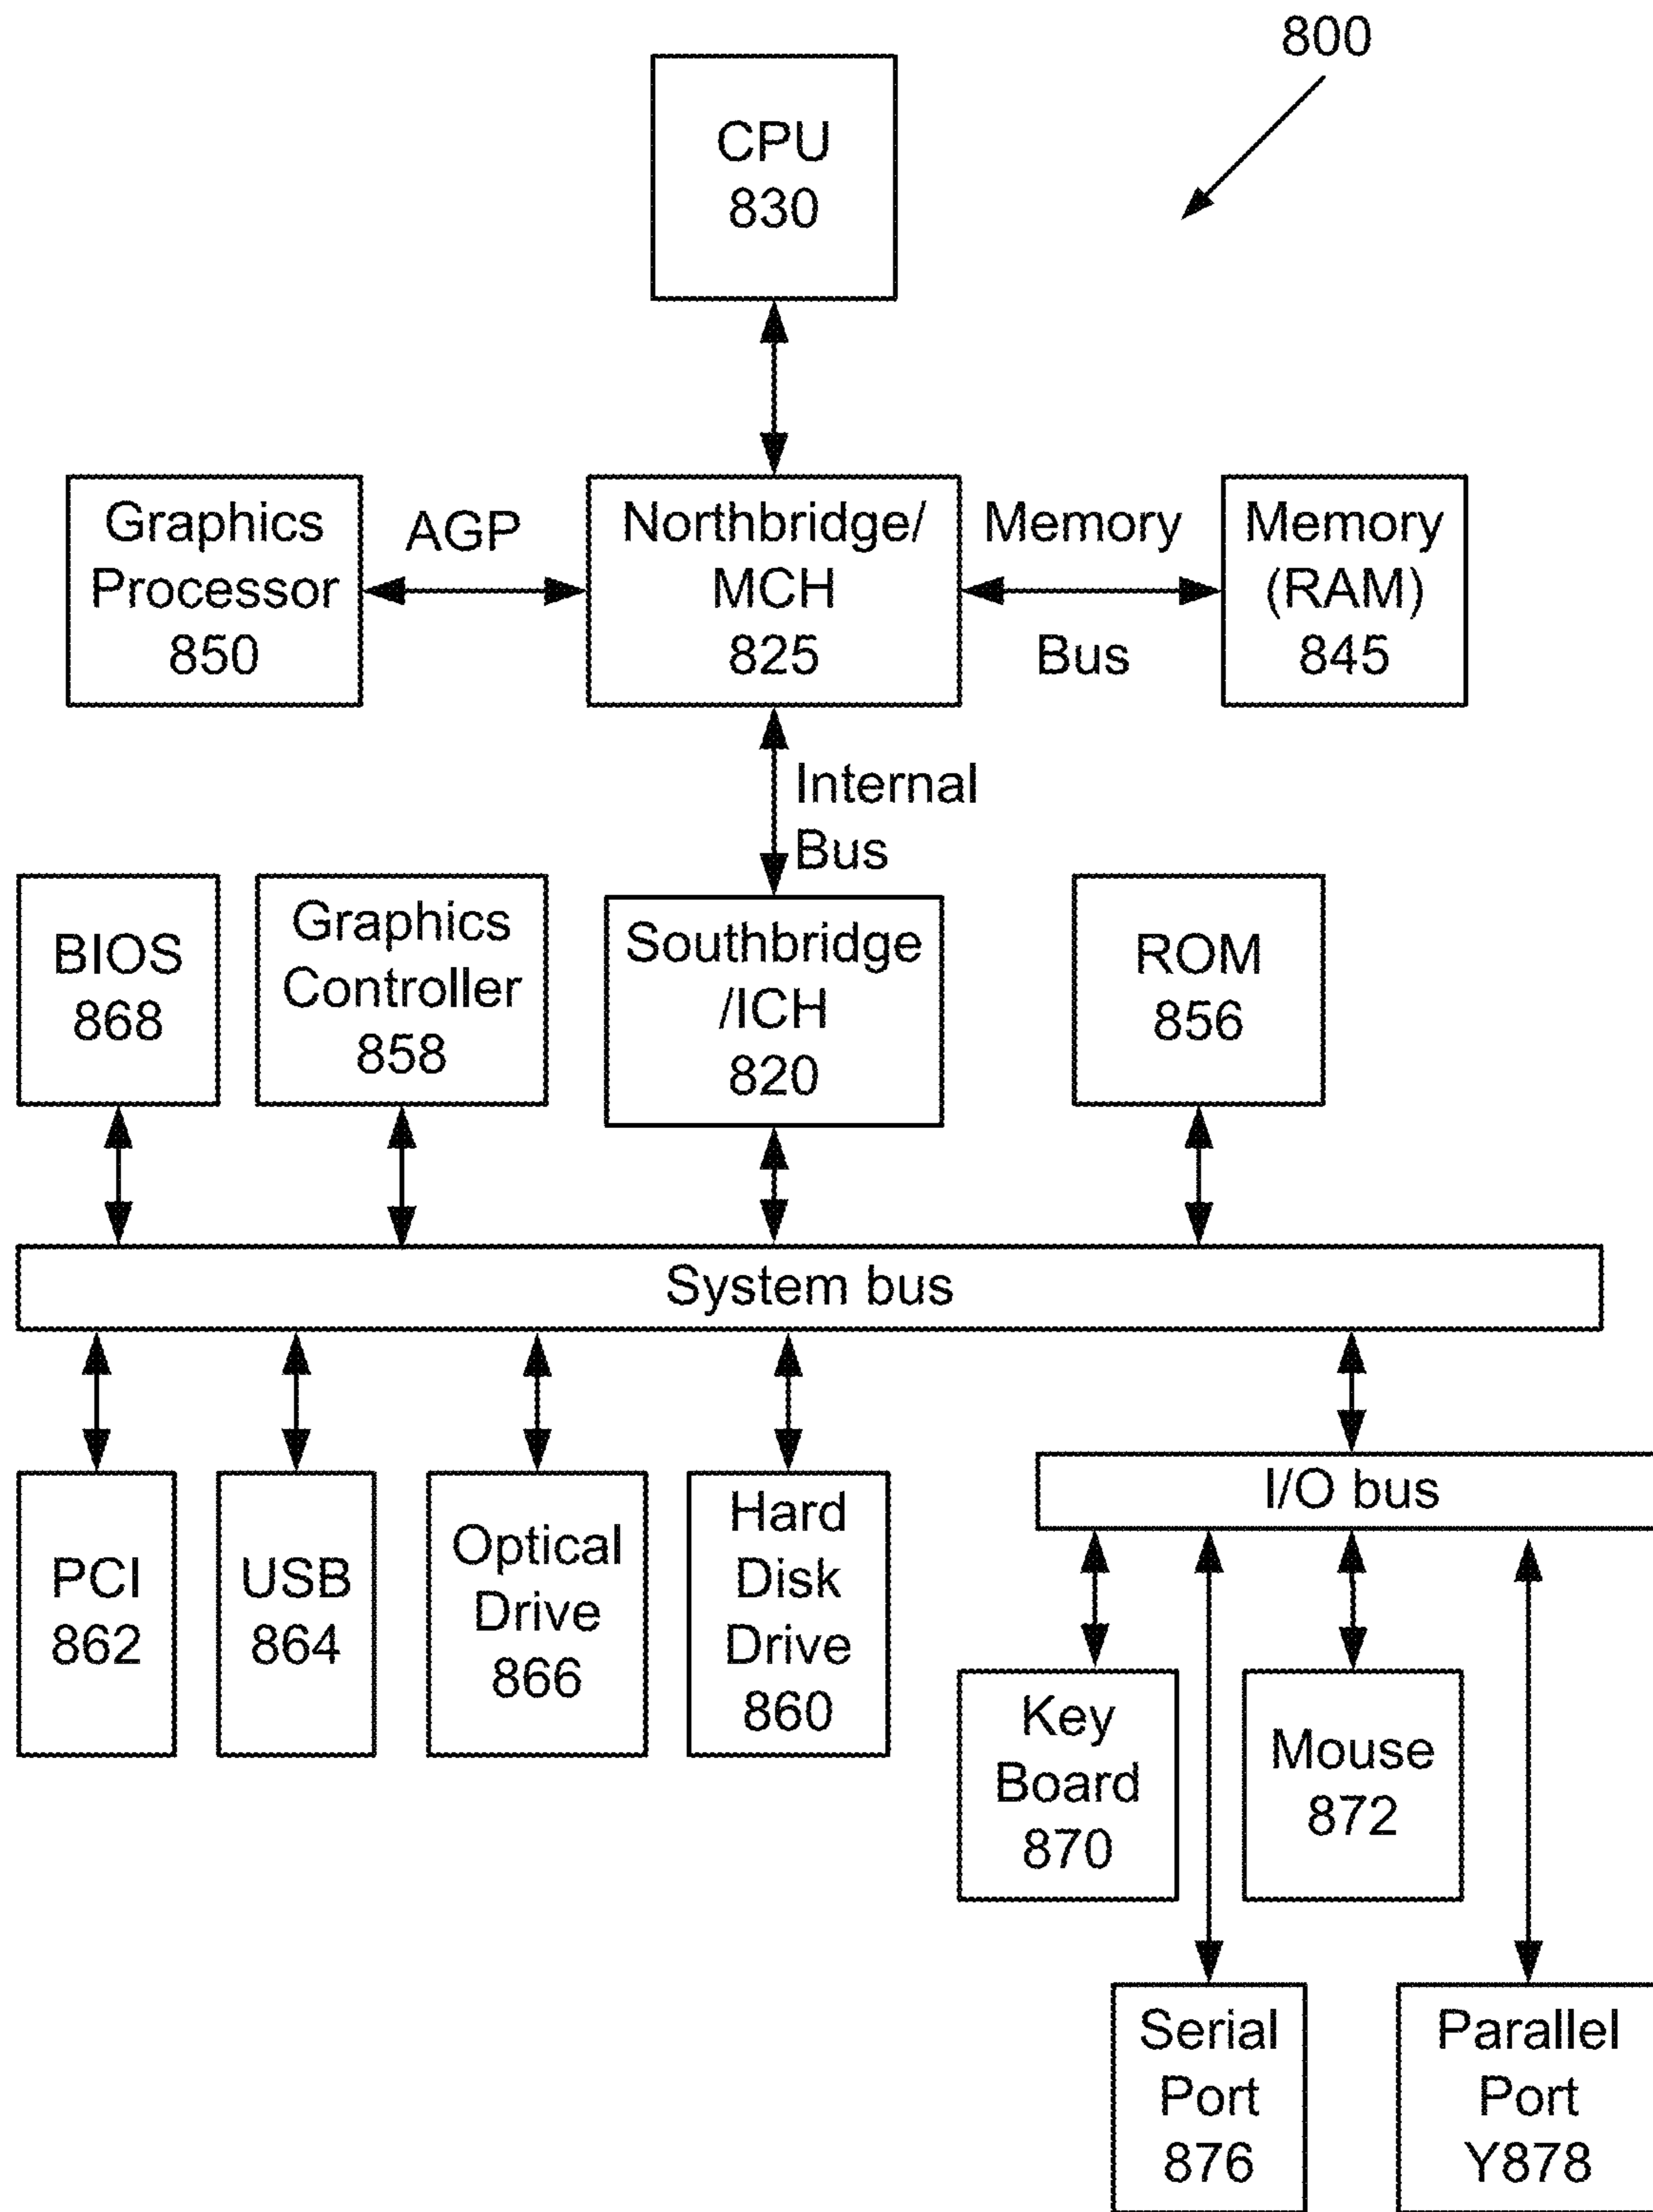 800
CPU
830
Graphics
Processor
850
AGP
Northbridge/
MCH
825
Memory
Bus
Memory
(RAM)
845
Internal
Bus
BIOS
868
Graphics
Controller
858
Southbridge
/ICH
820
ROM
856
System bus
PCI
862
USB
864
Optical
Drive
866
Hard
Disk
Drive
860
I/O bus
Key
Board
870
Mouse
872
Serial
Port
876
Parallel
Port
Y878